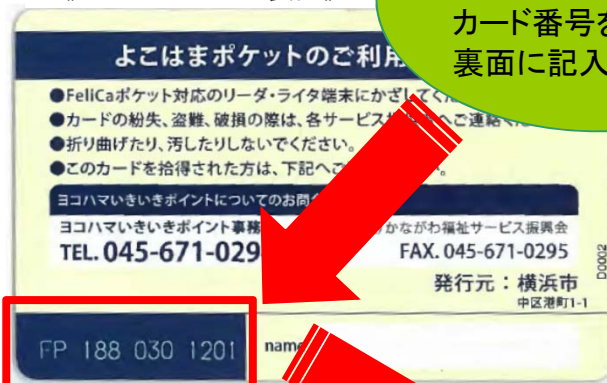 カード番号を
裏面に記入
よこはまポケットのご利用
●FeliCaポケット対応のリーダ・ライタ端末にかざしてく
●カードの紛失、盗難、破損の際は、各サービス へご連絡くだ
●折り曲げたり、汚したりしないでください。
●このカードを拾得された方は、下記へご
ヨコハマいきいきポイントについてのお問
ヨコハマいきいきポイント事務 かながわ福祉サービス振興会
TEL. 045-671-029 FAX. 045-671-0295
発行元：横浜市
中区港町1-1
D0002
FP 188 030 1201 name